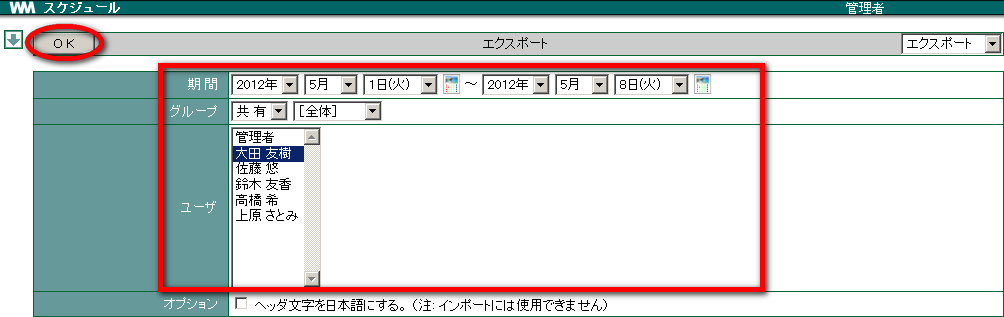 WM スケジュール 管理者
OK エクスポート エクスポート
期間 2012年 5月 1日(火) ～ 2012年 5月 8日(火)
グループ 共有 [全体]
ユーザ
管理者
大田 友樹
佐藤 悠
鈴木 友香
高橋 希
上原 さとみ
オプション ヘッダ文字を日本語にする。（注: インポートには使用できません）